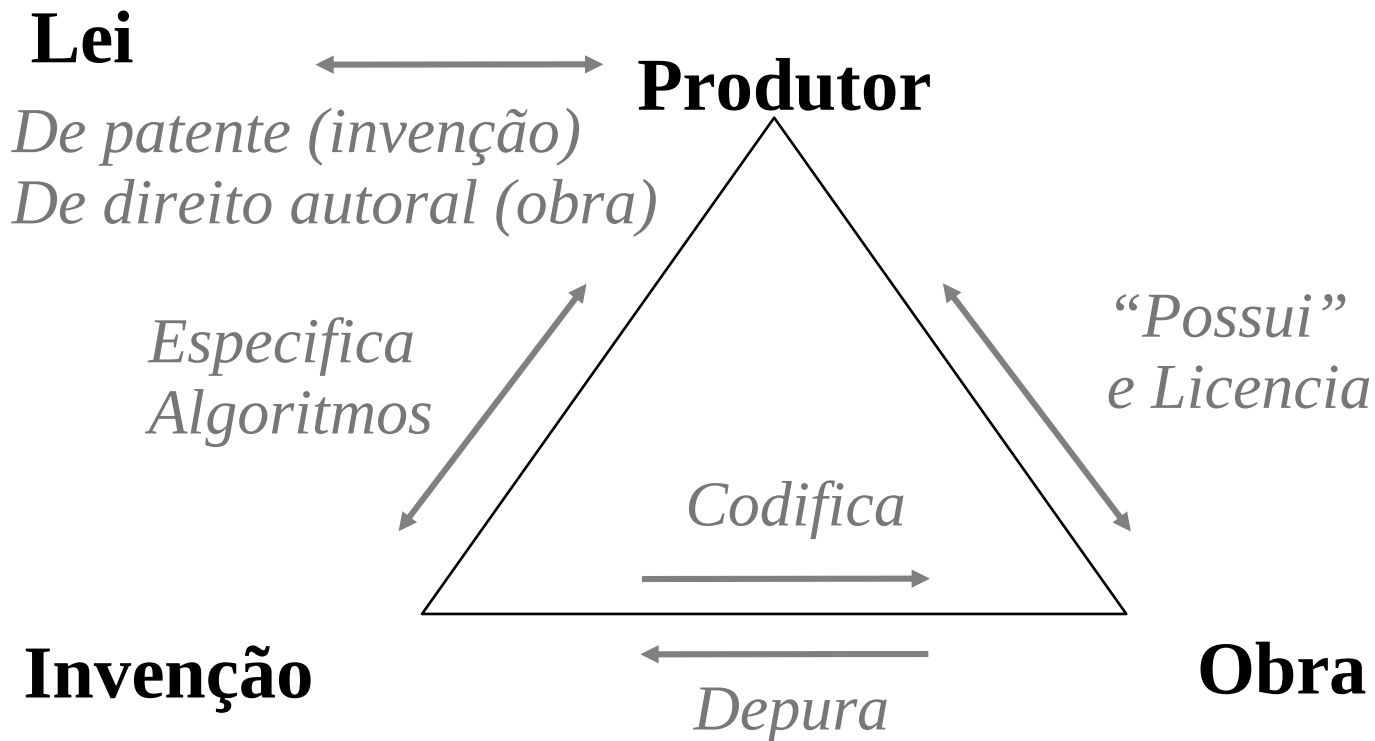 Lei
Produtor
De patente (invenção)
De direito autoral (obra)
Especifica
Algoritmos
“Possui”
e Licencia
Codifica
Invenção
Obra
Depura